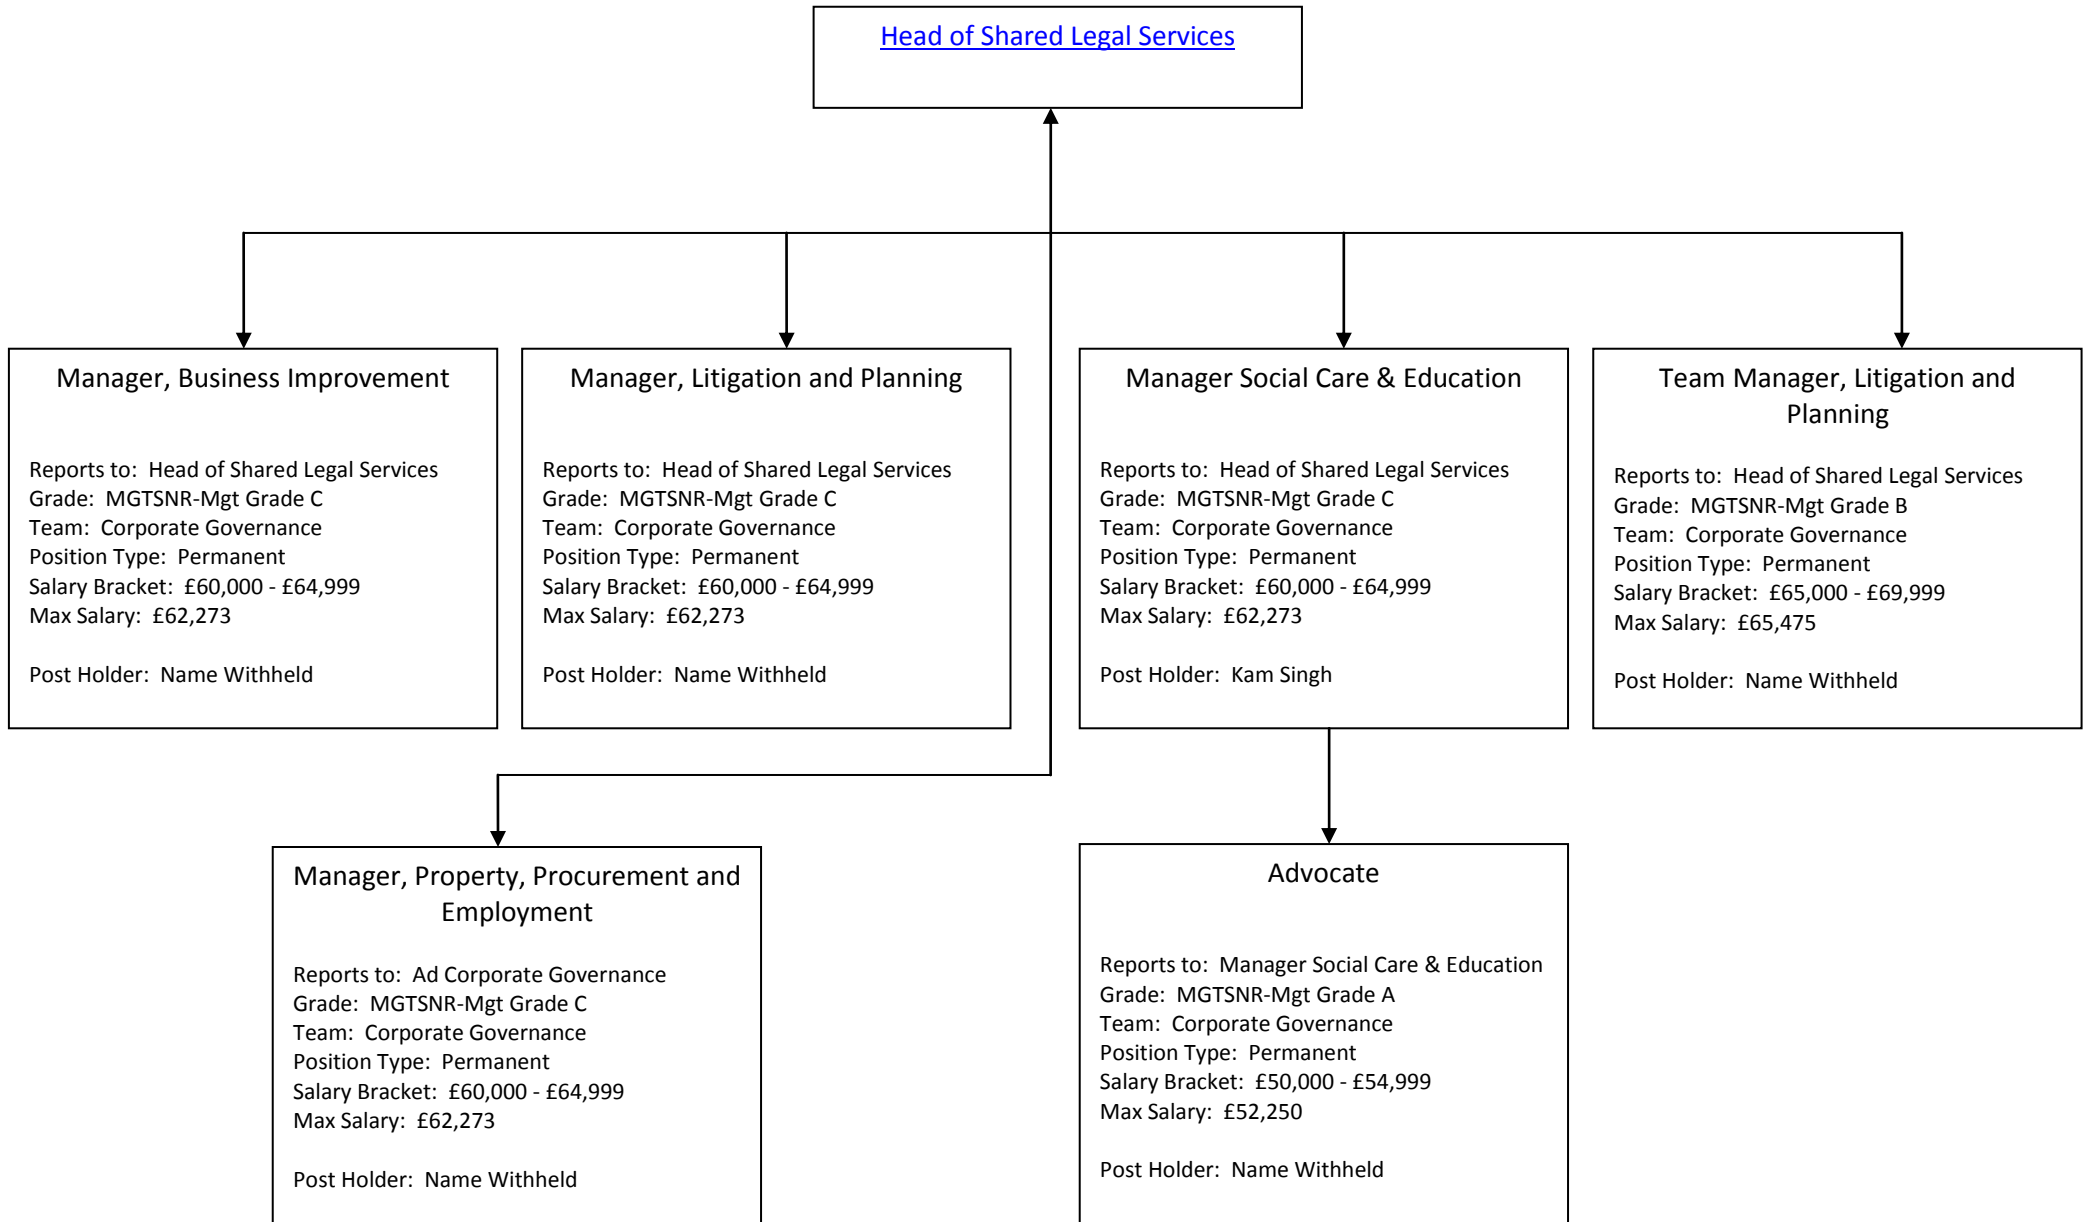 Head of Shared Legal Services
Manager, Business Improvement
Reports to:  Head of Shared Legal Services
Grade:  MGTSNR-Mgt Grade C
Team:  Corporate Governance
Position Type:  Permanent
Salary Bracket:  £60,000 - £64,999
Max Salary:  £62,273
Post Holder:  Name Withheld
Manager, Litigation and Planning
Reports to:  Head of Shared Legal Services
Grade:  MGTSNR-Mgt Grade C
Team:  Corporate Governance
Position Type:  Permanent
Salary Bracket:  £60,000 - £64,999
Max Salary:  £62,273
Post Holder:  Name Withheld
Manager Social Care & Education
Reports to:  Head of Shared Legal Services
Grade:  MGTSNR-Mgt Grade C
Team:  Corporate Governance
Position Type:  Permanent
Salary Bracket:  £60,000 - £64,999
Max Salary:  £62,273
Post Holder:  Kam Singh
Team Manager, Litigation and
Planning
Reports to:  Head of Shared Legal Services
Grade:  MGTSNR-Mgt Grade B
Team:  Corporate Governance
Position Type:  Permanent
Salary Bracket:  £65,000 - £69,999
Max Salary:  £65,475
Post Holder:  Name Withheld
Manager, Property, Procurement and
Employment
Reports to:  Ad Corporate Governance
Grade:  MGTSNR-Mgt Grade C
Team:  Corporate Governance
Position Type:  Permanent
Salary Bracket:  £60,000 - £64,999
Max Salary:  £62,273
Post Holder:  Name Withheld
Advocate
Reports to:  Manager Social Care & Education
Grade:  MGTSNR-Mgt Grade A
Team:  Corporate Governance
Position Type:  Permanent
Salary Bracket:  £50,000 - £54,999
Max Salary:  £52,250
Post Holder:  Name Withheld